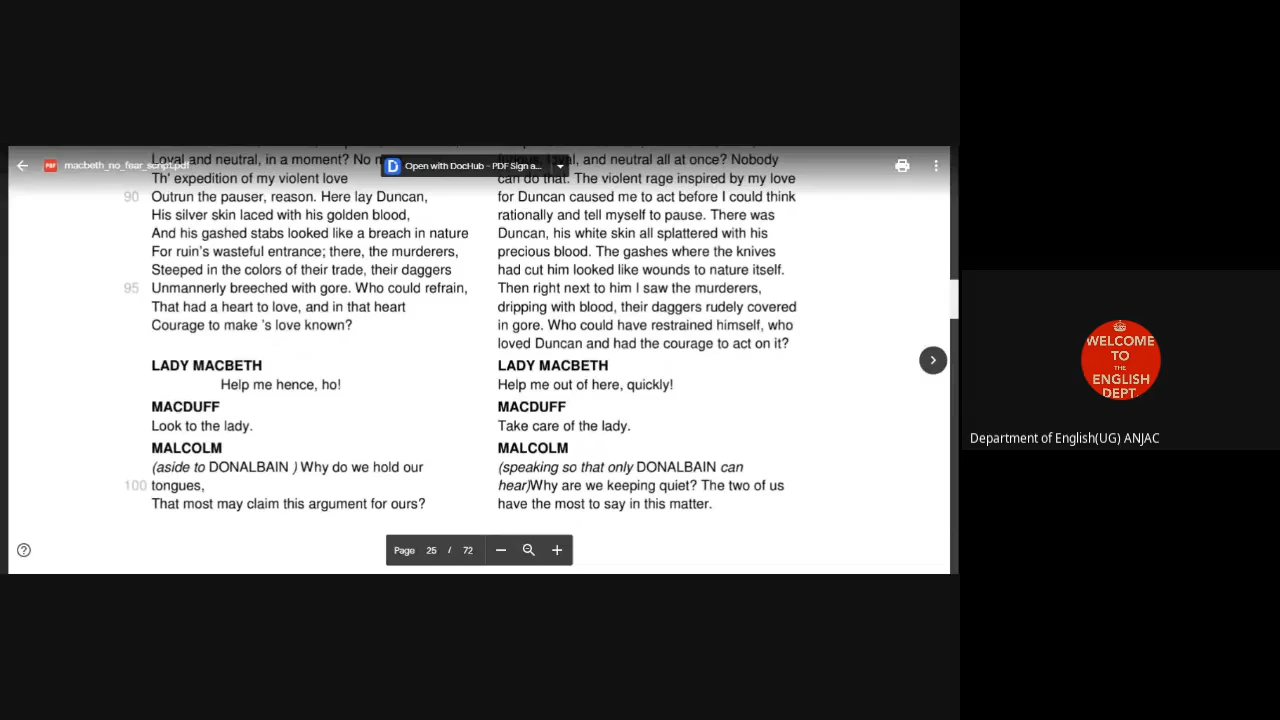 macbeth_no_fear_script.pdf
Open with DocHub - PDF Sign a...
Loyal and neutral, in a moment? No
Th' expedition of my violent love
90 Outrun the pauser, reason. Here lay Duncan,
His silver skin laced with his golden blood,
And his gashed stabs looked like a breach in nature
For ruin's wasteful entrance; there, the murderers,
Steeped in the colors of their trade, their daggers
95 Unmannerly breeched with gore. Who could refrain,
That had a heart to love, and in that heart
Courage to make 's love known?
LADY MACBETH
Help me hence, ho!
MACDUFF
Look to the lady.
MALCOLM
(aside to DONALBAIN ) Why do we hold our
100 tongues,
That most may claim this argument for ours?
loyal, and neutral all at once? Nobody
can do that. The violent rage inspired by my love
for Duncan caused me to act before I could think
rationally and tell myself to pause. There was
Duncan, his white skin all splattered with his
precious blood. The gashes where the knives
had cut him looked like wounds to nature itself.
Then right next to him I saw the murderers,
dripping with blood, their daggers rudely covered
in gore. Who could have restrained himself, who
loved Duncan and had the courage to act on it?
LADY MACBETH
Help me out of here, quickly!
MACDUFF
Take care of the lady.
MALCOLM
(speaking so that only DONALBAIN can
hear)Why are we keeping quiet? The two of us
have the most to say in this matter.
Page 25 / 72
WELCOME
TO
THE
ENGLISH
DEPT.
Department of English(UG) ANJAC